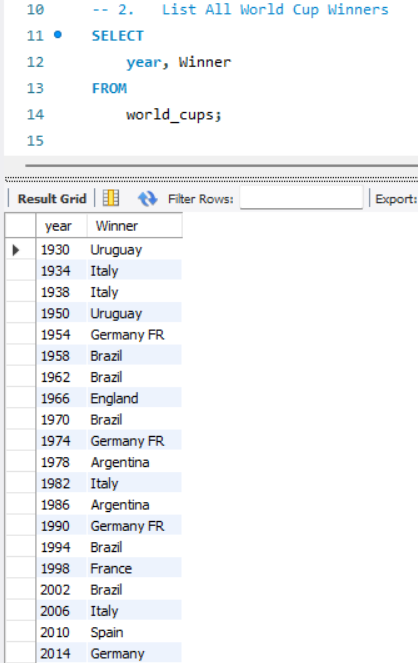 10 -- 2. List All World Cup Winners
11 SELECT
12 year, Winner
13 FROM
14 world_cups;
15
Result Grid Filter Rows: Export:
year Winner
1930 Uruguay
1934 Italy
1938 Italy
1950 Uruguay
1954 Germany FR
1958 Brazil
1962 Brazil
1966 England
1970 Brazil
1974 Germany FR
1978 Argentina
1982 Italy
1986 Argentina
1990 Germany FR
1994 Brazil
1998 France
2002 Brazil
2006 Italy
2010 Spain
2014 Germany